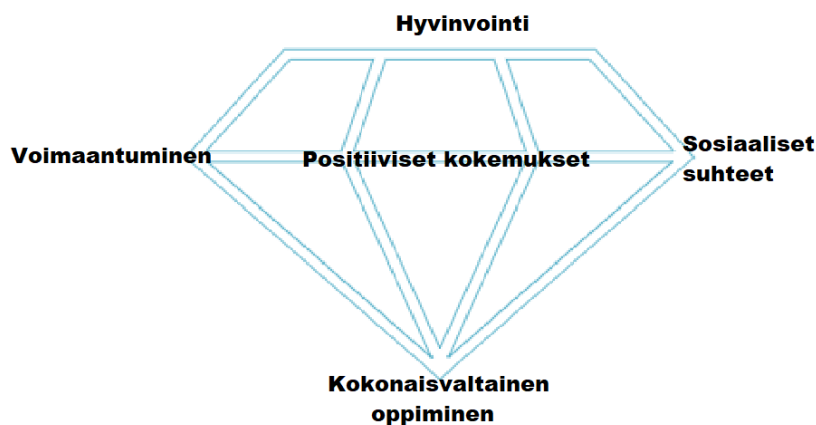 Hyvinvointi
Voimaantuminen
Positiiviset kokemukset
Sosiaaliset
suhteet
Kokonaisvaltainen
oppiminen